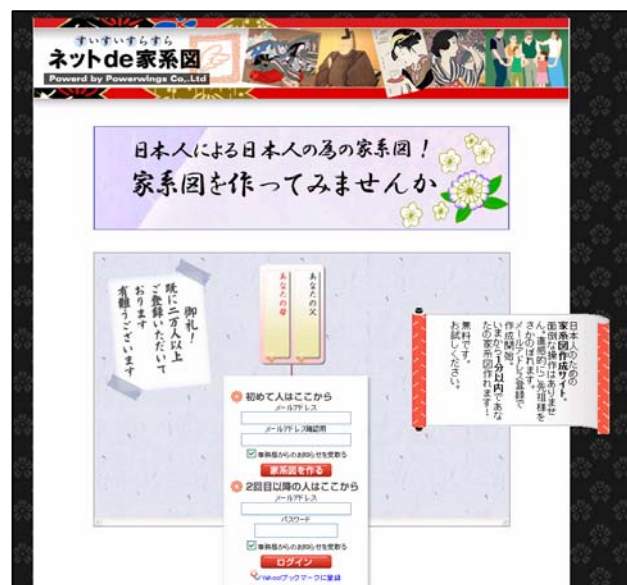 すいすいすらすら
ネットde家系図
Powerd by Powerwings Co,.Ltd
日本人による日本人の為の家系図！
家系図を作ってみませんか
御礼！
既に二万人以上
ご登録いただいて
おります
有難うございます
あなたの父
あなたの母
日本人のための
家系図作成サイト。
面倒な操作はありませ
ん。直感的にご先祖様を
さかのぼれます。
メールアドレス登録で
作成開始。
いまから1分以内であな
たの家系図作れます！
無料です。
お試しください。
初めて人はここから
メールアドレス
メールアドレス確認用
事務局からのお知らせを受取る
家系図を作る
2回目以降の人はここから
メールアドレス
パスワード
事務局からのお知らせを受取る
ログイン
Yahoo!ブックマークに登録